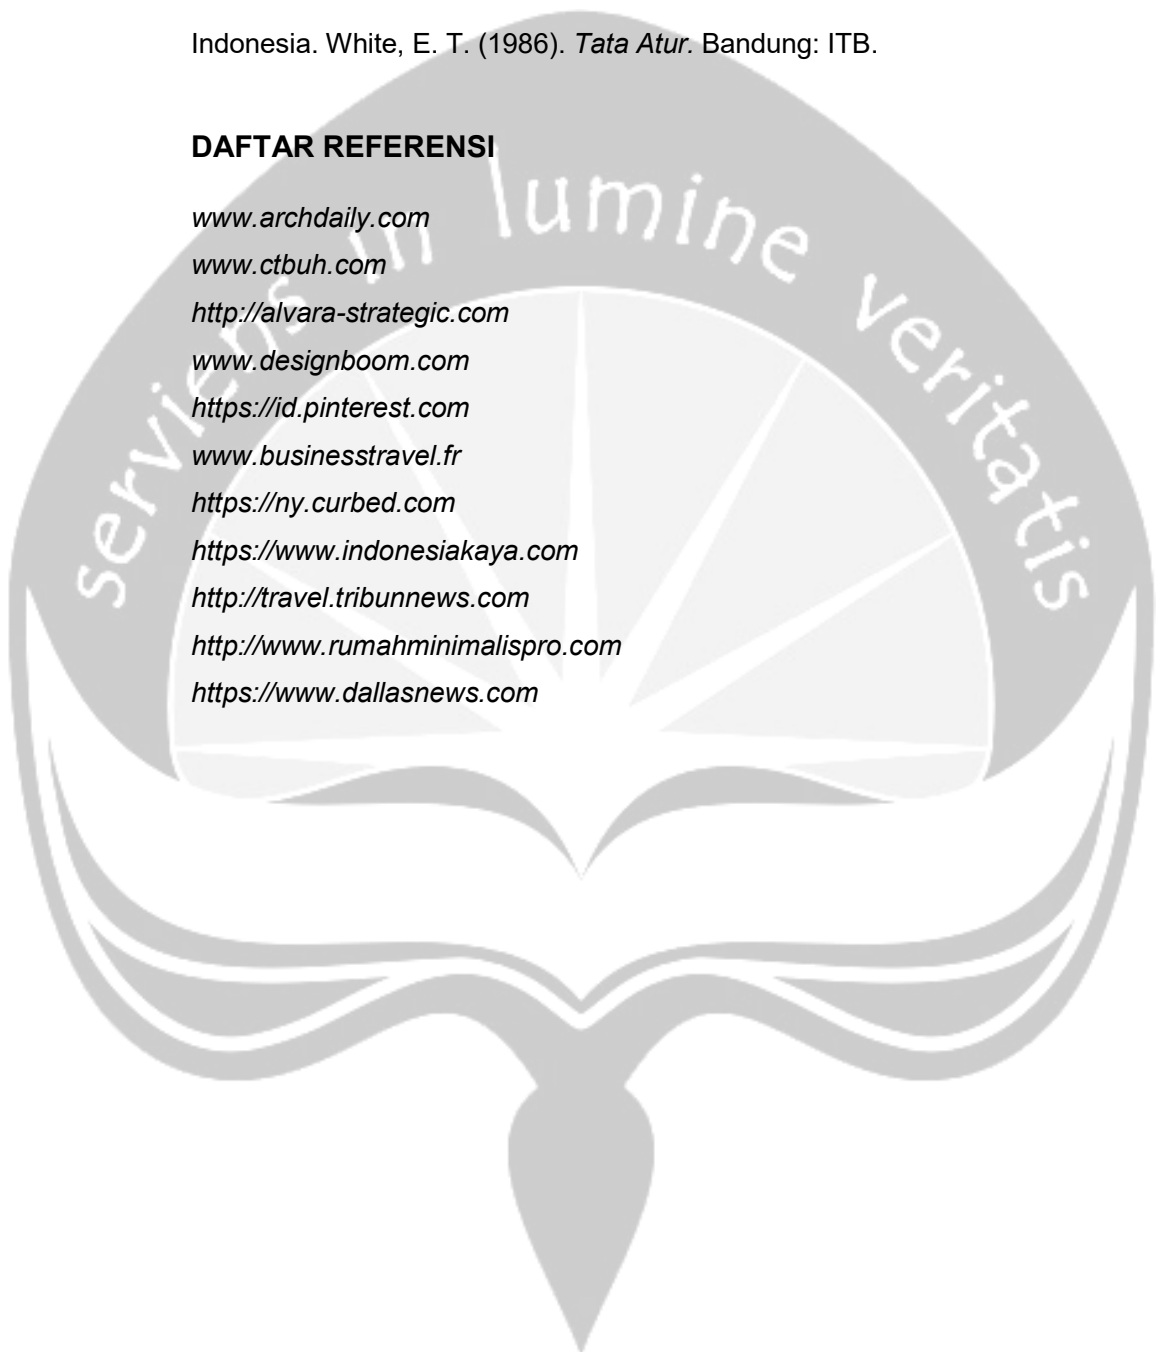 Indonesia. White, E. T. (1986). Tata Atur. Bandung: ITB.
DAFTAR REFERENSI
serviens in lumine veritatis
www.archdaily.com
www.ctbuh.com
http://alvara-strategic.com
www.designboom.com
https://id.pinterest.com
www.businesstravel.fr
https://ny.curbed.com
https://www.indonesiakaya.com
http://travel.tribunnews.com
http://www.rumahminimalispro.com
https://www.dallasnews.com